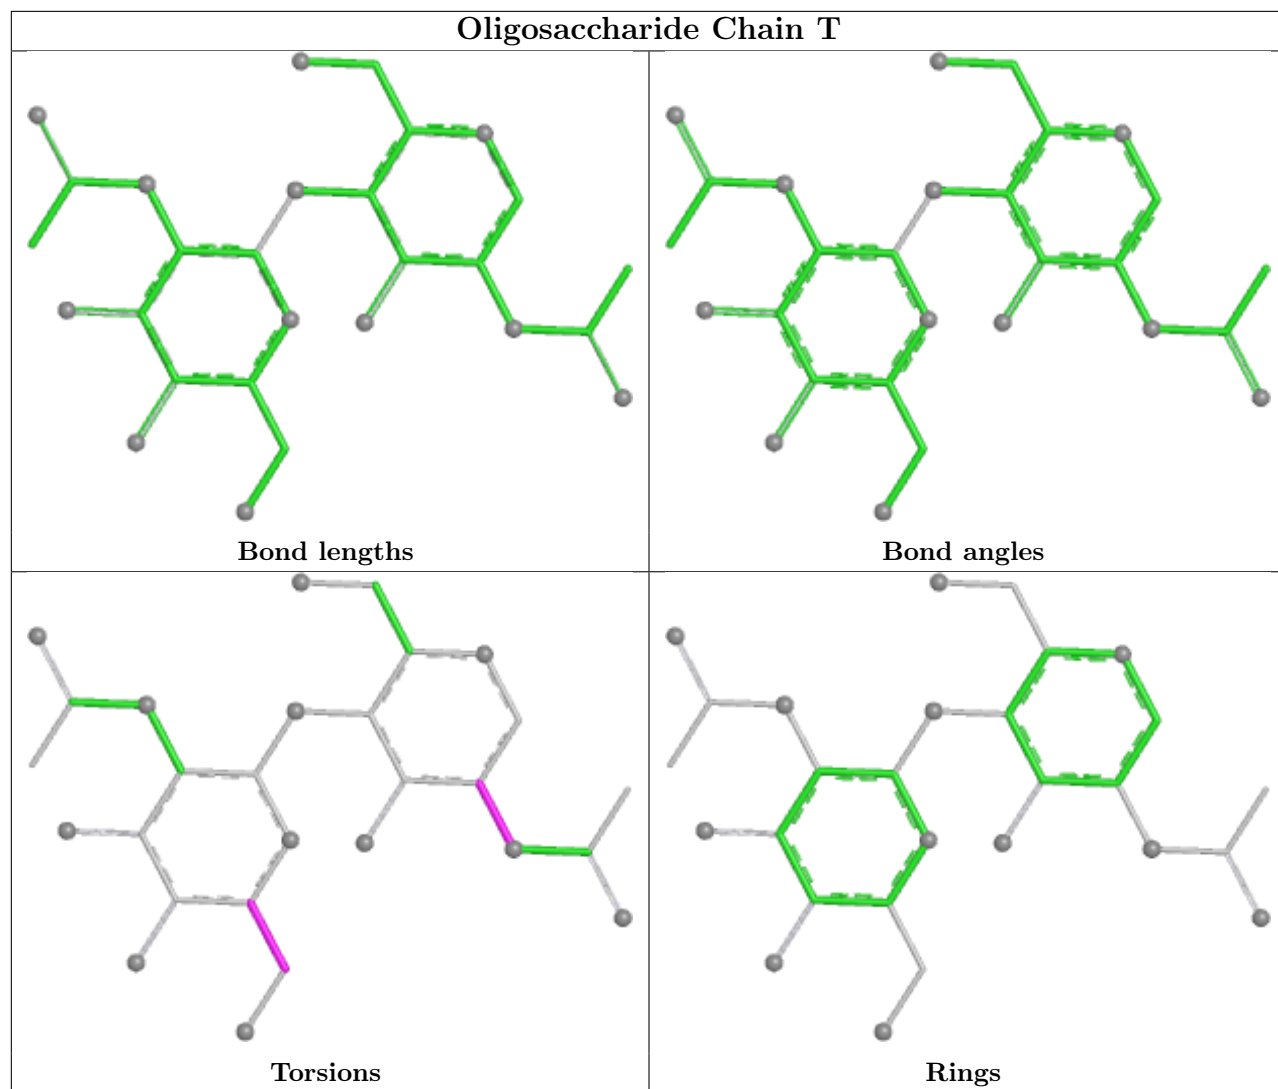 Oligosaccharide Chain T
Bond lengths
Bond angles
Torsions
Rings